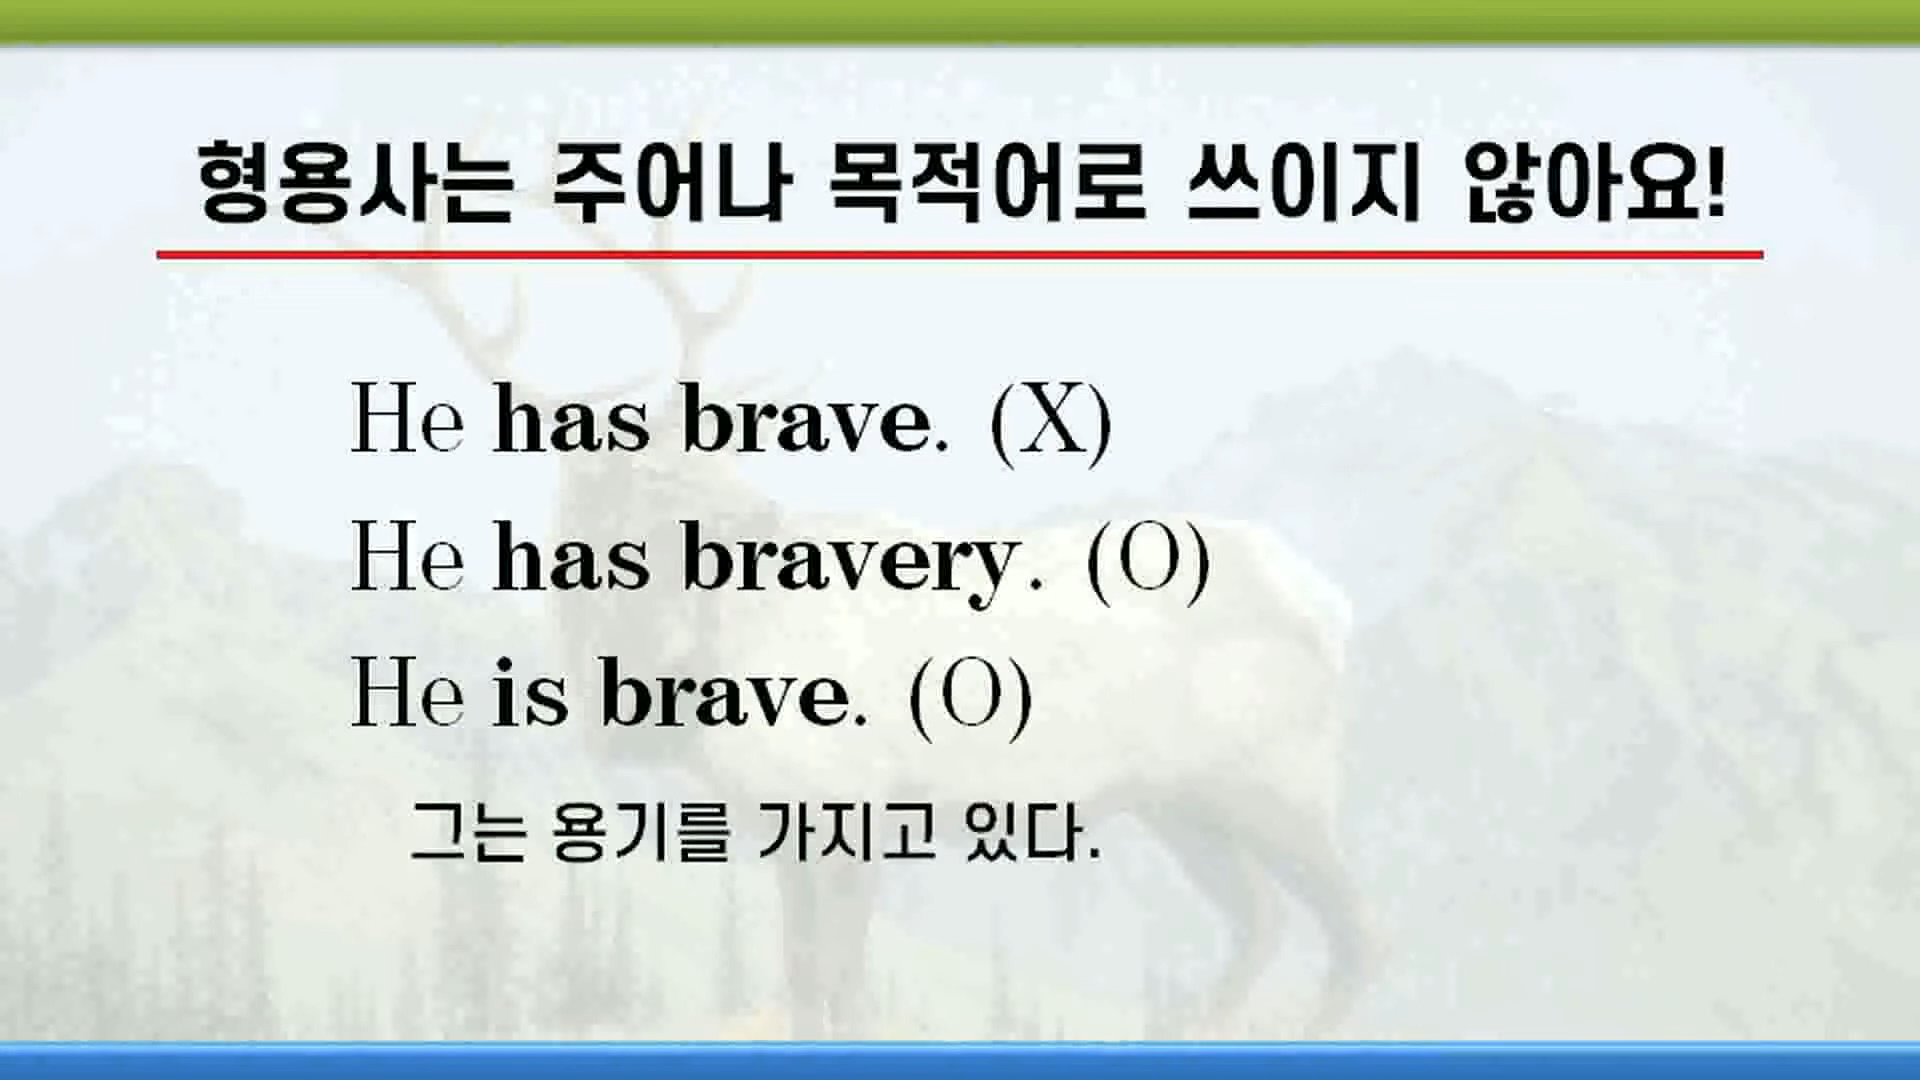 형용사는 주어나 목적어로 쓰이지 않아요!
He has brave. (X)
He has bravery. (O)
He is brave. (O)
그는 용기를 가지고 있다.